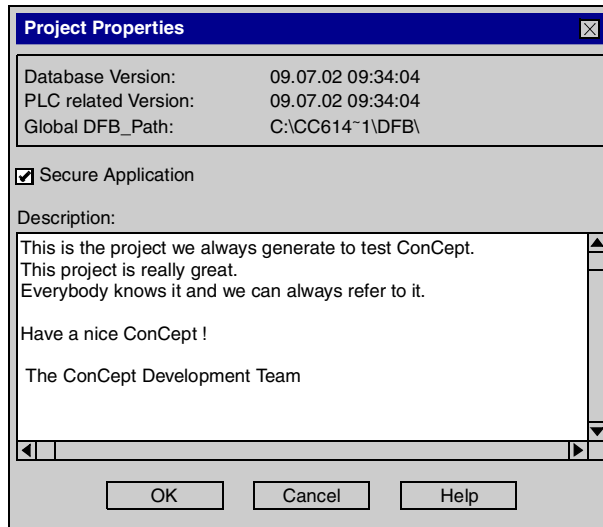 Project Properties
Database Version: 09.07.02 09:34:04
PLC related Version: 09.07.02 09:34:04
Global DFB_Path: C:\CC614~1\DFB\
Secure Application
Description:
This is the project we always generate to test ConCept.
This project is really great.
Everybody knows it and we can always refer to it.
Have a nice ConCept !
The ConCept Development Team
OK Cancel Help